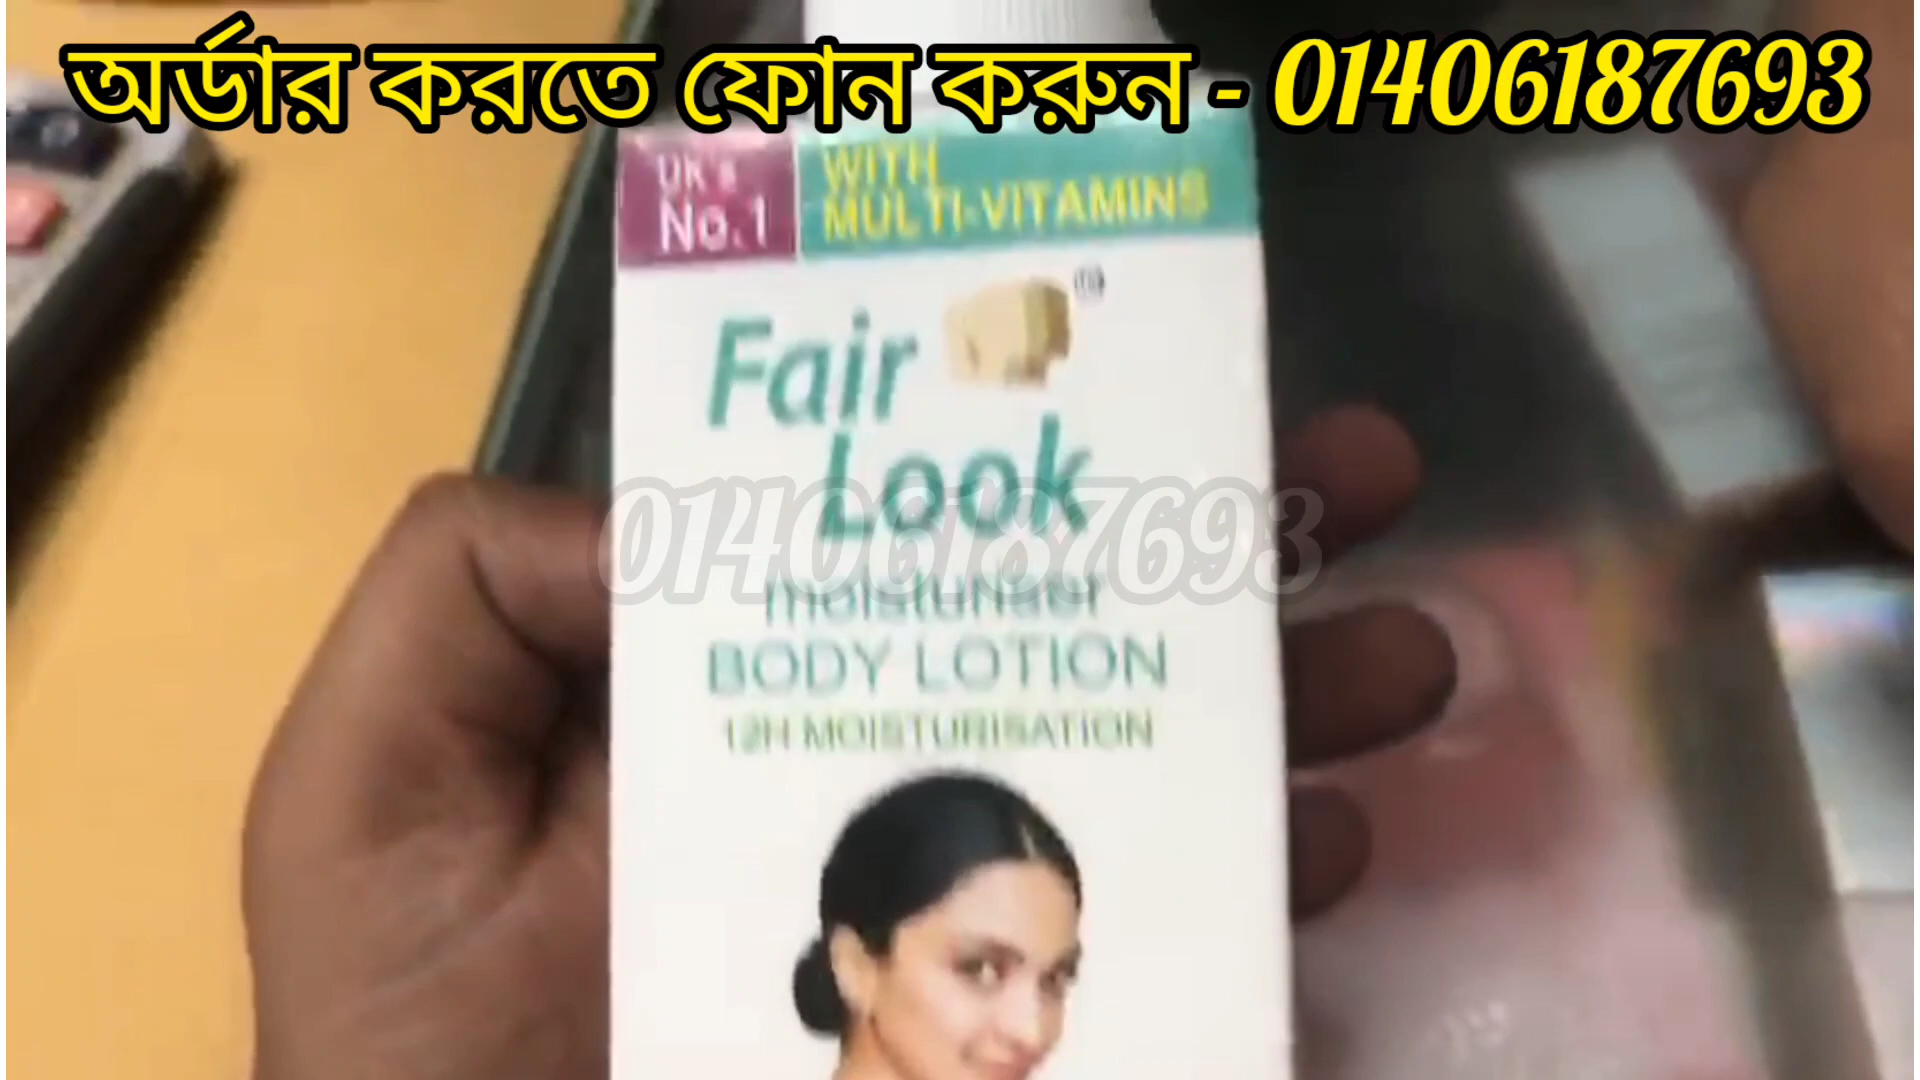 অর্ডার করতে ফোন করুন - 01406187693
UK's
No.1
WITH
MULTI-VITAMINS
Fair
Look
01406187693
moisturiser
BODY LOTION
12H MOISTURISATION